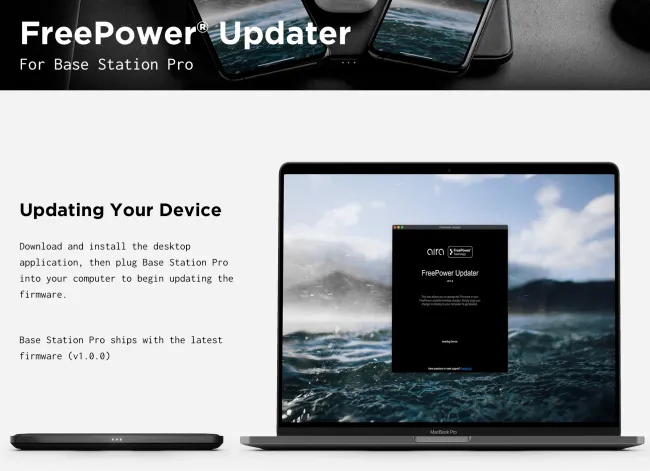 FreePower® Updater
For Base Station Pro
Updating Your Device
Download and install the desktop
application, then plug Base Station Pro
into your computer to begin updating the
firmware.
Base Station Pro ships with the latest
firmware (v1.0.0)
FreePower Updater
aira FreePower
Technology
FreePower Updater
MacBook Pro